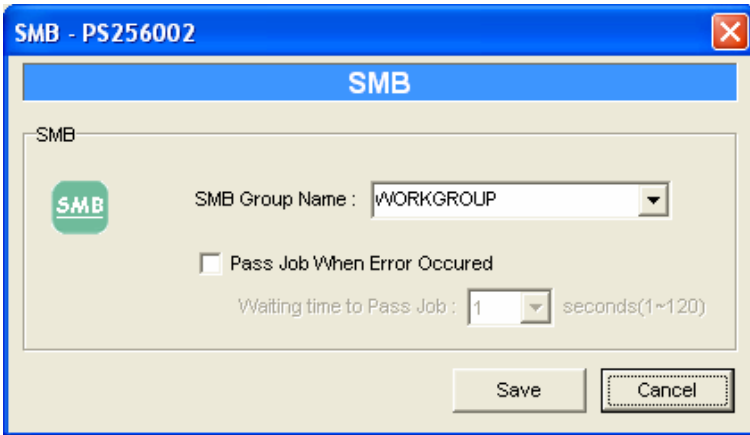 SMB - PS256002
SMB
SMB
SMB
SMB Group Name : WORKGROUP
Pass Job When Error Occured
Waiting time to Pass Job : 1 seconds(1~120)
Save Cancel